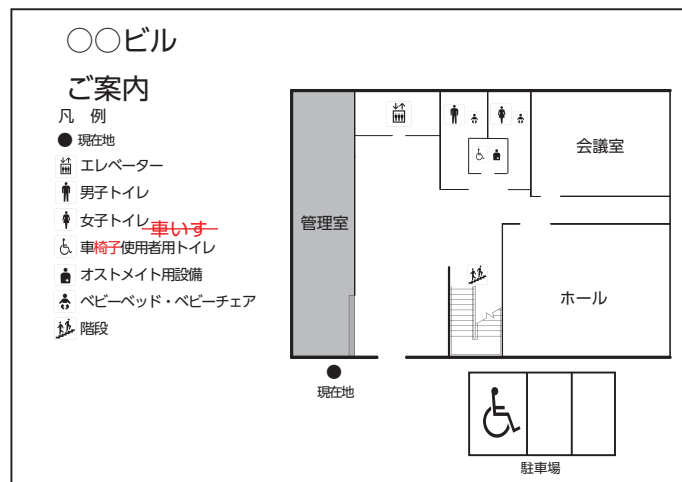 〇〇ビル
ご案内
凡 例
現在地
エレベーター
男子トイレ
女子トイレ
車いす
車椅子使用者用トイレ
オストメイト用設備
ベビーベッド・ベビーチェア
階段
会議室
管理室
ホール
現在地
駐車場